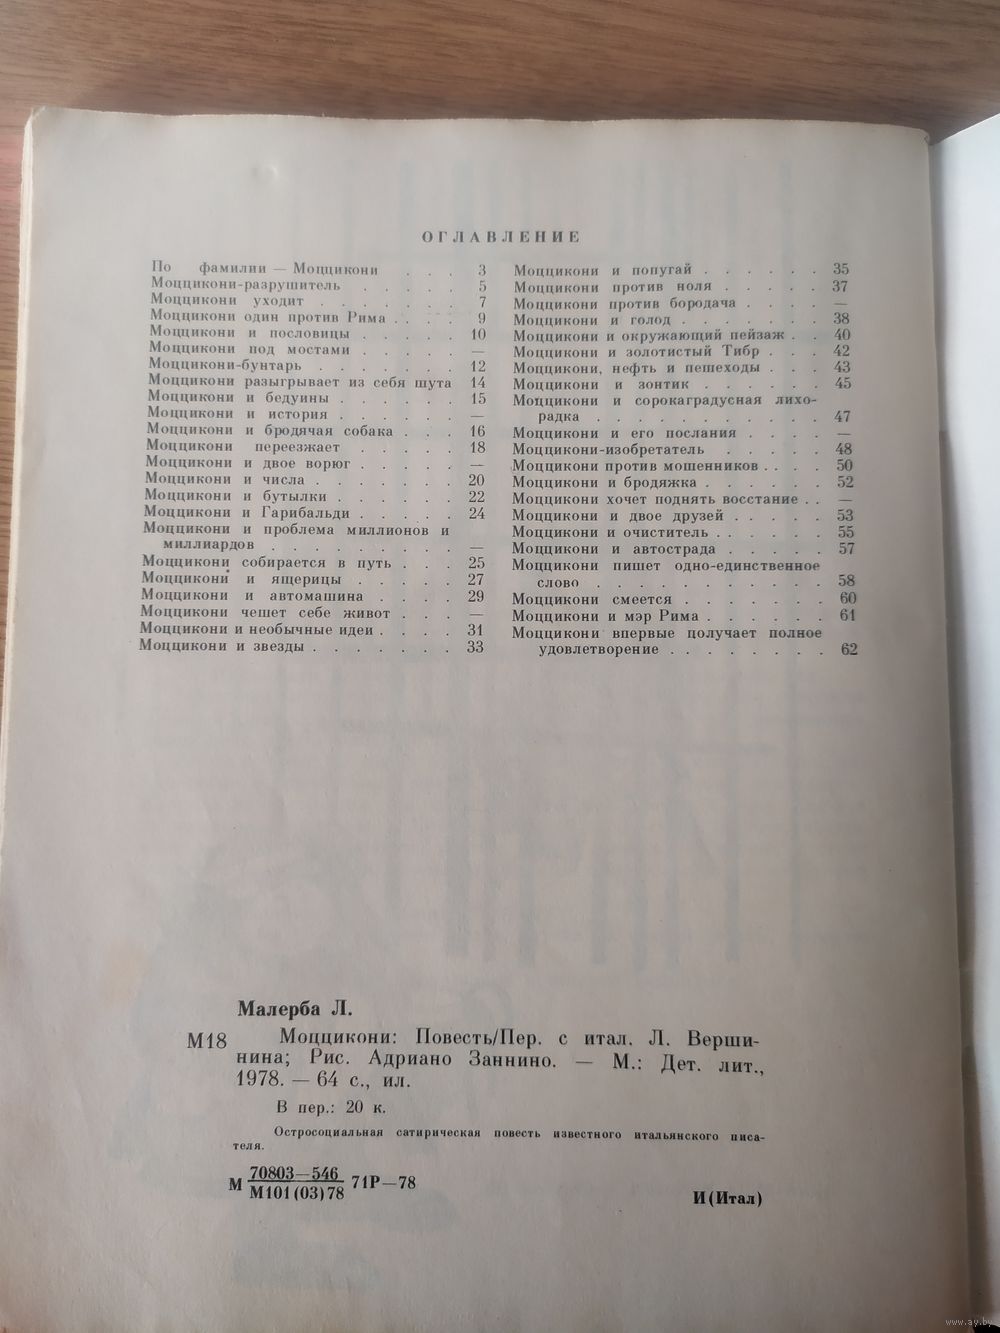 ОГЛАВЛЕНИЕ
По фамилии — Моццикони . . . 3
Моццикони-разрушитель . . . . . 5
Моццикони уходит . . . . . . . 7
Моццикони один против Рима . . . . 9
Моццикони и пословицы . . . . . 10
Моццикони под мостами . . . . . —
Моццикони-бунтарь . . . . . . . 12
Моццикони разыгрывает из себя шута 14
Моццикони и бедуины . . . . . . 15
Моццикони и история . . . . . . —
Моццикони и бродячая собака . . . 16
Моццикони переезжает . . . . . 18
Моццикони и двое ворюг . . . . . —
Моццикони и числа . . . . . . . 20
Моццикони и бутылки . . . . . . 22
Моццикони и Гарибальди . . . . . 24
Моццикони и проблема миллионов и
миллиардов . . . . . . . . . —
Моццикони собирается в путь . . . 25
Моццикони и ящерицы . . . . . 27
Моццикони и автомашина . . . . 29
Моццикони чешет себе живот . . . —
Моццикони и необычные идеи . . . . 31
Моццикони и звезды . . . . . . . 33
Моццикони и попугай . . . . . . 35
Моццикони против ноля . . . . . 37
Моццикони против бородача . . . . —
Моццикони и голод . . . . . . . 38
Моццикони и окружающий пейзаж . . 40
Моццикони и золотистый Тибр . . . 42
Моццикони, нефть и пешеходы . . . 43
Моццикони и зонтик . . . . . . 45
Моццикони и сорокаградусная лихо-
радка . . . . . . . . . . . 47
Моццикони и его послания . . . . —
Моццикони-изобретатель . . . . . 48
Моццикони против мошенников . . . . 50
Моццикони и бродяжка . . . . . . 52
Моццикони хочет поднять восстание . . —
Моццикони и двое друзей . . . . . 53
Моццикони и очиститель . . . . . . 55
Моццикони и автострада . . . . . 57
Моццикони пишет одно-единственное
слово . . . . . . . . . . . . 58
Моццикони смеется . . . . . . . 60
Моццикони и мэр Рима . . . . . . 61
Моццикони впервые получает полное
удовлетворение . . . . . . . . 62
Малерба Л.
М18 Моццикони: Повесть/Пер. с итал. Л. Верши-
нина; Рис. Адриано Заннино. — М.: Дет. лит.,
1978. — 64 с., ил.
В пер.: 20 к.
Остросоциальная сатирическая повесть известного итальянского писа-
теля.
М 70803—546
М101(03)78 71Р—78
И(Итал)
www.ay.by